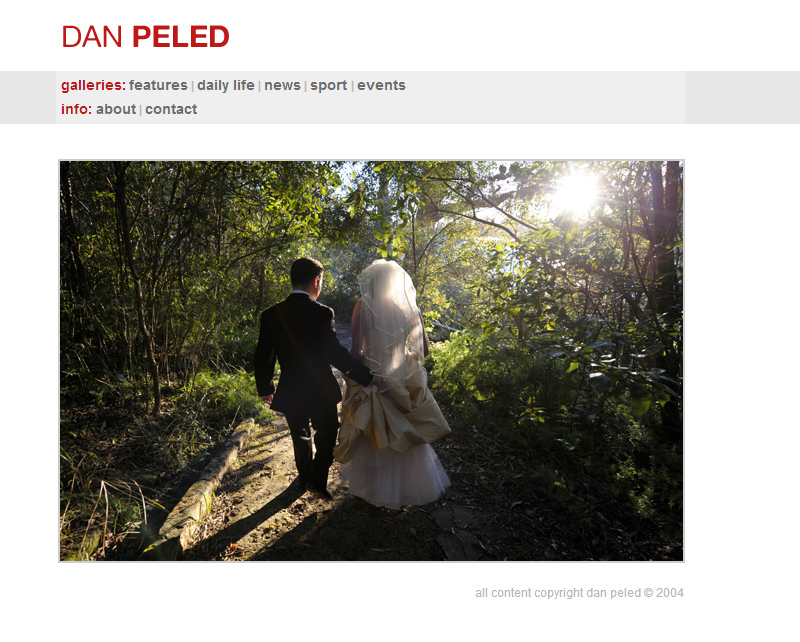 DAN PELED
galleries: features | daily life | news | sport | events
info: about | contact
all content copyright dan peled © 2004